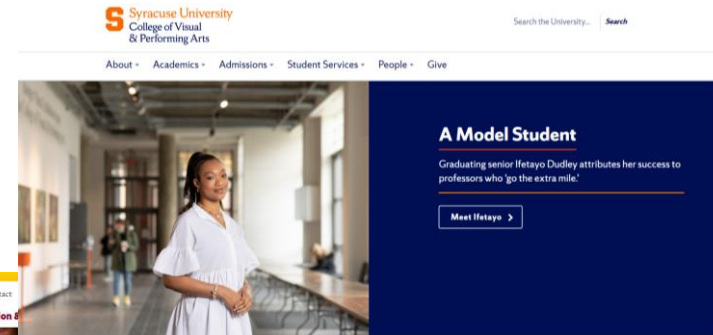 Syracuse University
College of Visual
& Performing Arts
Search the University... Search
About Academics Admissions Student Services People Give
A Model Student
Graduating senior Ifetayo Dudley attributes her success to
professors who 'go the extra mile.'
Meet Ifetayo